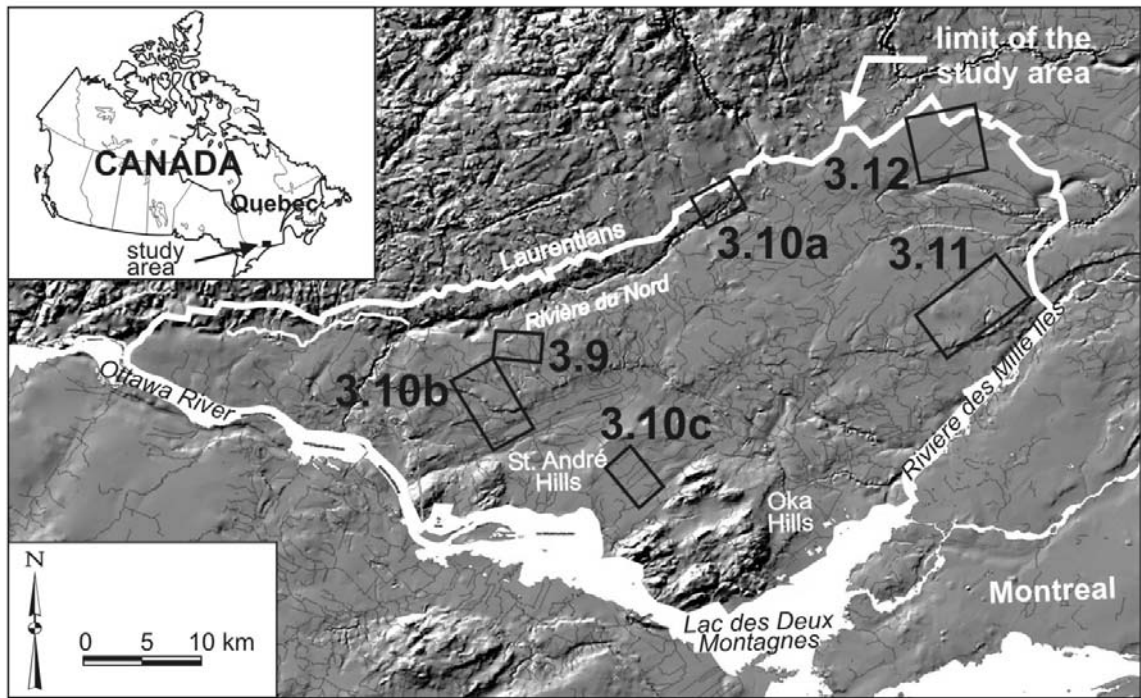 CANADA
Quebec
study
area
limit of the
study area
3.12
3.10a
3.11
Laurentians
Rivière du Nord
3.9
3.10b
Ottawa River
3.10c
St. André
Hills
Oka
Hills
Rivière des Mille Iles
Lac des Deux
Montagnes
Montreal
N
0 5 10 km